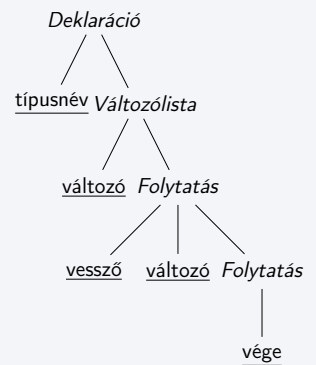 Deklaráció
típusnév Változólista
változó Folytatás
vessző változó Folytatás
vége